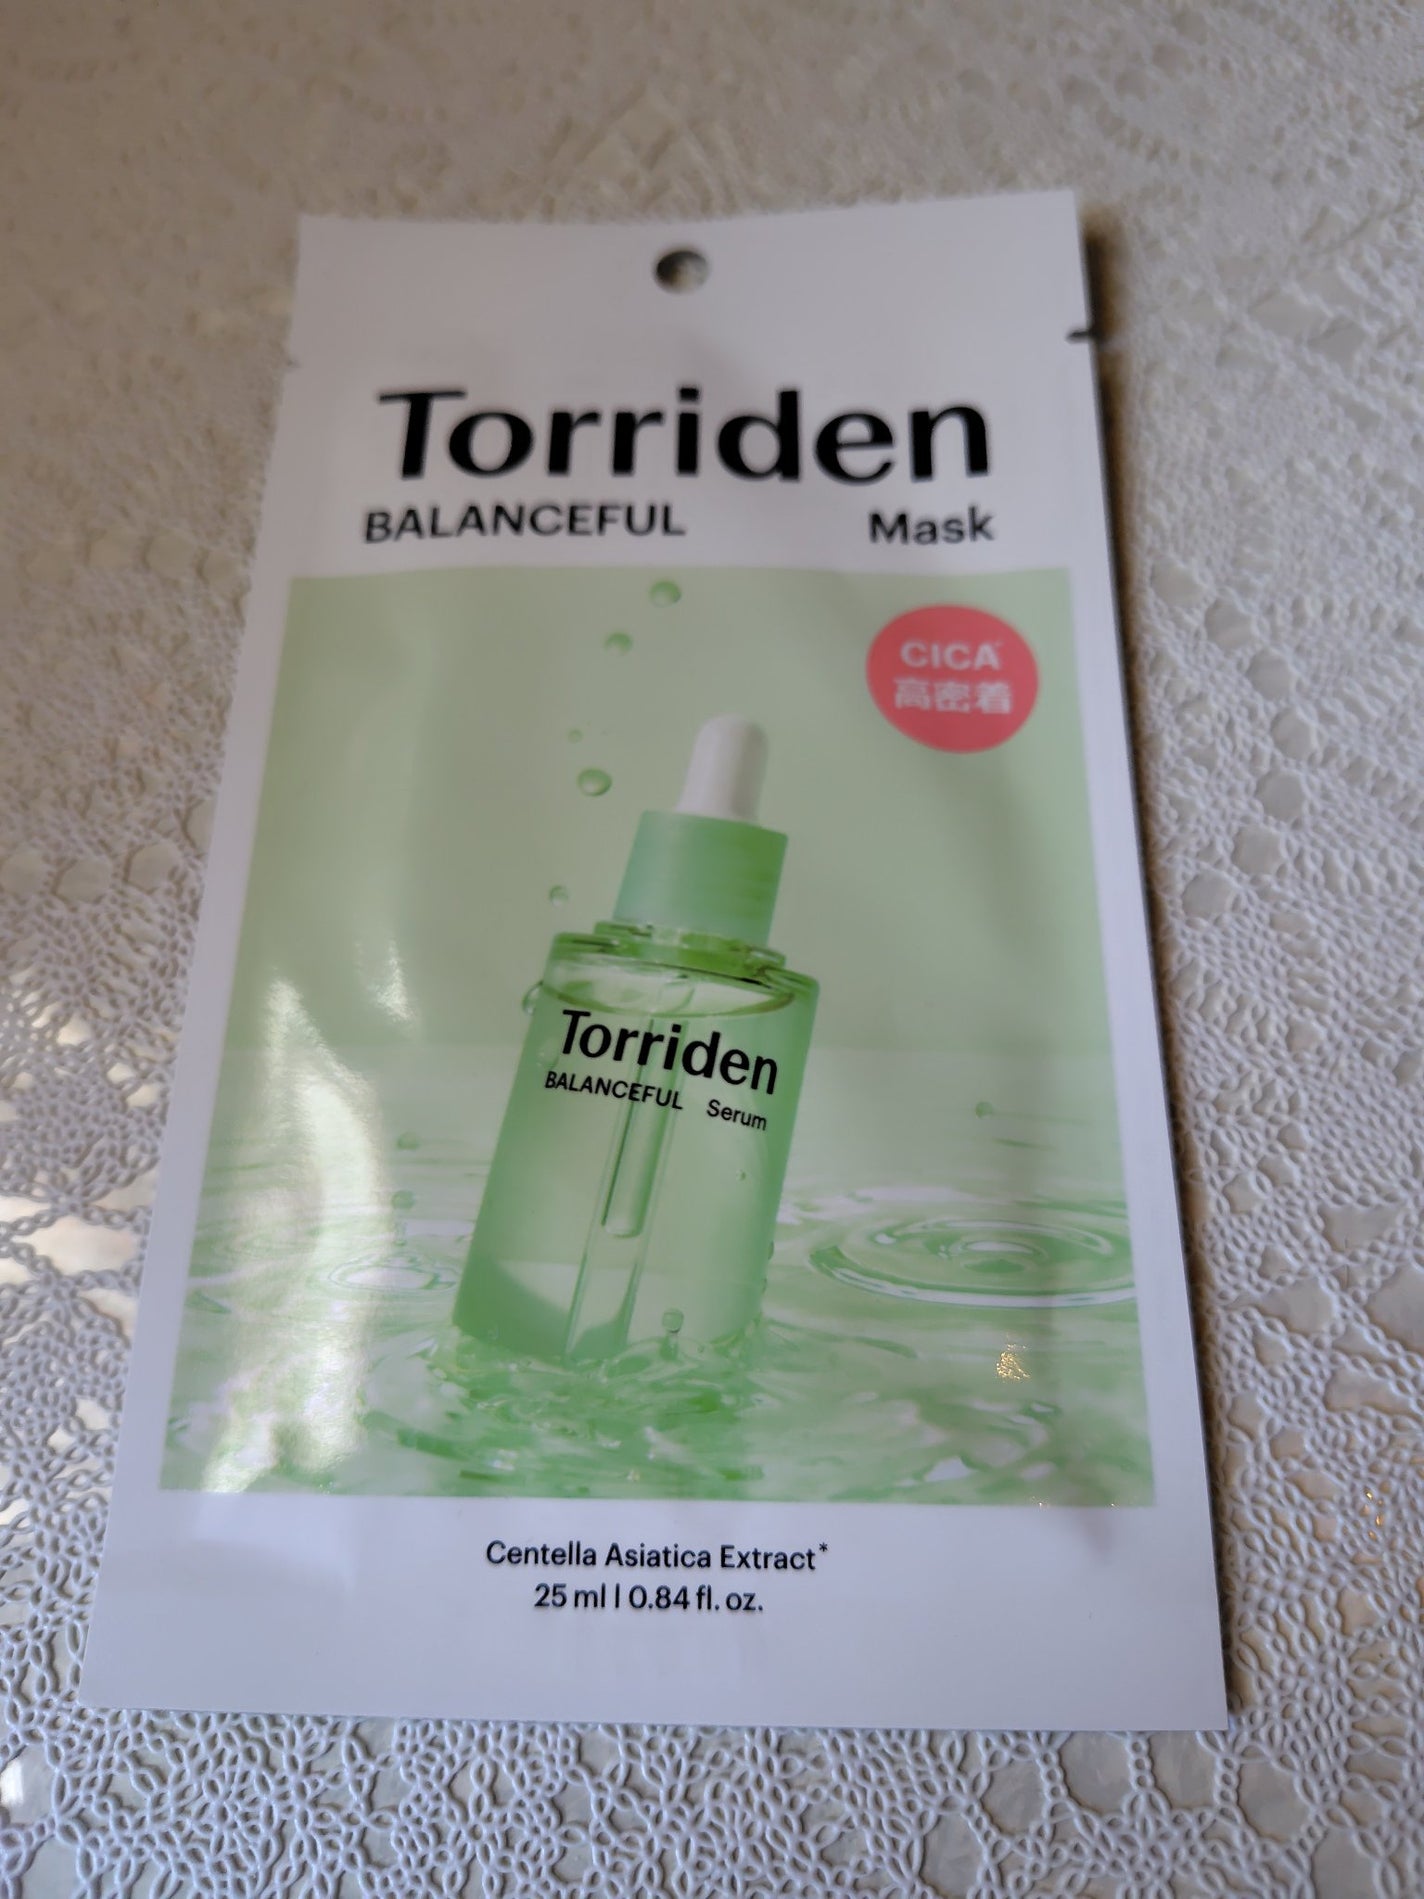 Torriden
BALANCEFUL Mask
CICA*
高密着
Torriden
BALANCEFUL Serum
Centella Asiatica Extract*
25 ml | 0.84 fl. oz.